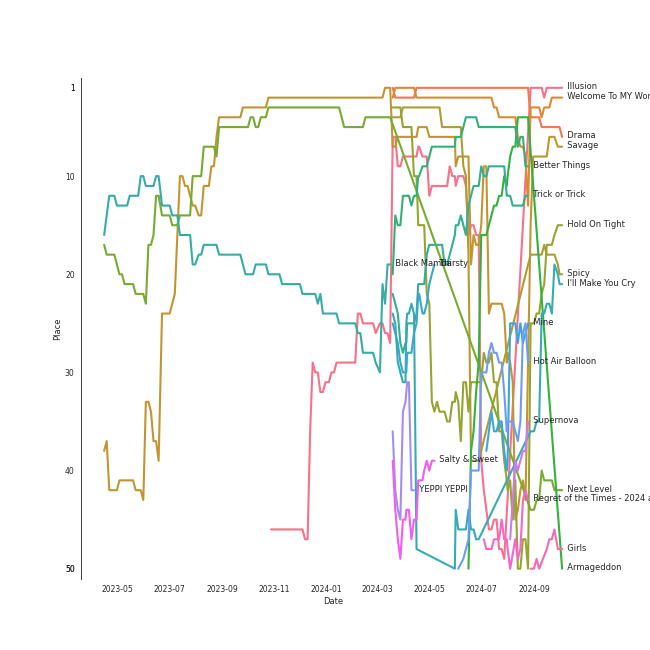 1
Illusion
Welcome To MY Wor
Drama
Savage
Better Things
10
Trick or Trick
Hold On Tight
Black Mamba
Thirsty
20
Spicy
I'll Make You Cry
Mine
Place
30
Hot Air Balloon
Supernova
40
Salty & Sweet
YEPPI YEPPI
Next Level
Regret of the Times - 2024 a
Girls
50
Armageddon
2023-05
2023-07
2023-09
2023-11
2024-01
2024-03
2024-05
2024-07
2024-09
Date